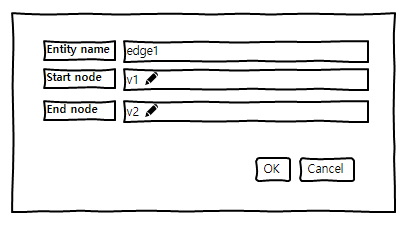 Entity name edge1
Start node v1
End node v2
OK Cancel